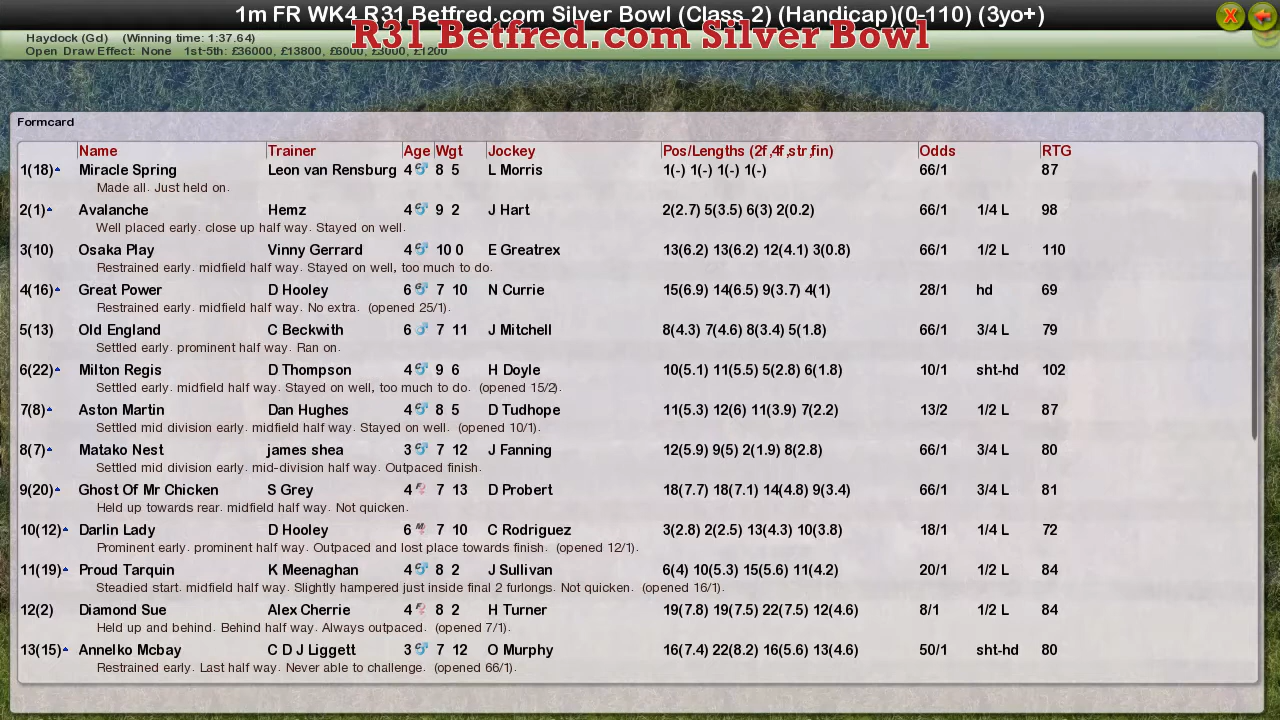 1m FR WK4 R31 Betfred.com Silver Bowl (Class 2) (Handicap)(0-110) (3yo+)
R31 Betfred.com Silver Bowl
Haydock (Gd) (Winning time: 1:37.64)
Open Draw Effect: None 1st-5th: £36000, £13800, £6000, £3000, £1200
Formcard
Name Trainer Age Wgt Jockey Pos/Lengths (2f,4f,str,fin) Odds RTG
1(18) Miracle Spring Leon van Rensburg 4 8 5 L Morris 1(-) 1(-) 1(-) 1(-) 66/1 87
Made all. Just held on.
2(1) Avalanche Hemz 4 9 2 J Hart 2(2.7) 5(3.5) 6(3) 2(0.2) 66/1 1/4 L 98
Well placed early. close up half way. Stayed on well.
3(10) Osaka Play Vinny Gerrard 4 10 0 E Greatrex 13(6.2) 13(6.2) 12(4.1) 3(0.8) 66/1 1/2 L 110
Restrained early. midfield half way. Stayed on well, too much to do.
4(16) Great Power D Hooley 6 7 10 N Currie 15(6.9) 14(6.5) 9(3.7) 4(1) 28/1 hd 69
Restrained early. midfield half way. No extra. (opened 25/1).
5(13) Old England C Beckwith 6 7 11 J Mitchell 8(4.3) 7(4.6) 8(3.4) 5(1.8) 66/1 3/4 L 79
Settled early. prominent half way. Ran on.
6(22) Milton Regis D Thompson 4 9 6 H Doyle 10(5.1) 11(5.5) 5(2.8) 6(1.8) 10/1 sht-hd 102
Settled early. midfield half way. Stayed on well, too much to do. (opened 15/2).
7(8) Aston Martin Dan Hughes 4 8 5 D Tudhope 11(5.3) 12(6) 11(3.9) 7(2.2) 13/2 1/2 L 87
Settled mid division early. midfield half way. Stayed on well. (opened 10/1).
8(7) Matako Nest james shea 3 7 12 J Fanning 12(5.9) 9(5) 2(1.9) 8(2.8) 66/1 3/4 L 80
Settled mid division early. mid-division half way. Outpaced finish.
9(20) Ghost Of Mr Chicken S Grey 4 7 13 D Probert 18(7.7) 18(7.1) 14(4.8) 9(3.4) 66/1 3/4 L 81
Held up towards rear. midfield half way. Not quicken.
10(12) Darlin Lady D Hooley 6 7 10 C Rodriguez 3(2.8) 2(2.5) 13(4.3) 10(3.8) 18/1 1/4 L 72
Prominent early. prominent half way. Outpaced and lost place towards finish. (opened 12/1).
11(19) Proud Tarquin K Meenaghan 4 8 2 J Sullivan 6(4) 10(5.3) 15(5.6) 11(4.2) 20/1 1/2 L 84
Steadied start. midfield half way. Slightly hampered just inside final 2 furlongs. Not quicken. (opened 16/1).
12(2) Diamond Sue Alex Cherrie 4 8 2 H Turner 19(7.8) 19(7.5) 22(7.5) 12(4.6) 8/1 1/2 L 84
Held up and behind. Behind half way. Always outpaced. (opened 7/1).
13(15) Annelko Mcbay C D J Liggett 3 7 12 O Murphy 16(7.4) 22(8.2) 16(5.6) 13(4.6) 50/1 sht-hd 80
Restrained early. Last half way. Never able to challenge. (opened 66/1).